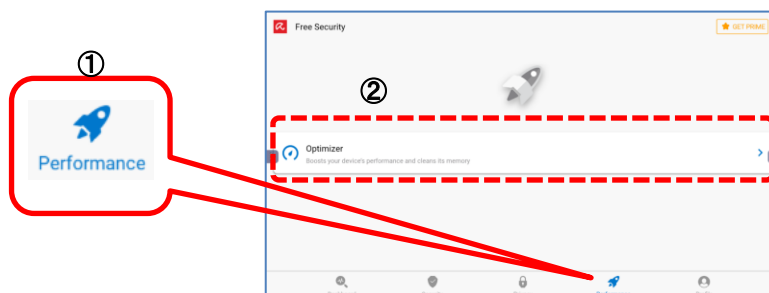 ①
Performance
Free Security
GET PRIME
②
Optimizer
Boosts your device's performance and cleans its memory